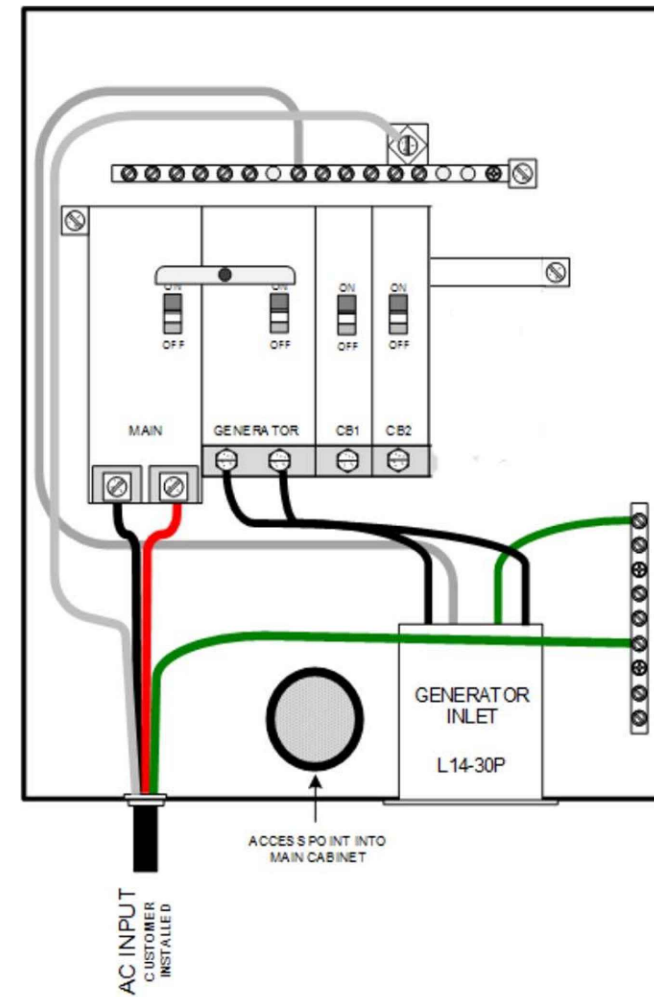 ON
ON
ON
ON
OFF
OFF
OFF
OFF
MAIN
GENERATOR
CB1
CB2
GENERATOR
INLET
L14-30P
ACCESS POINT INTO
MAIN CABINET
AC INPUT
CUSTOMER
INSTALLED